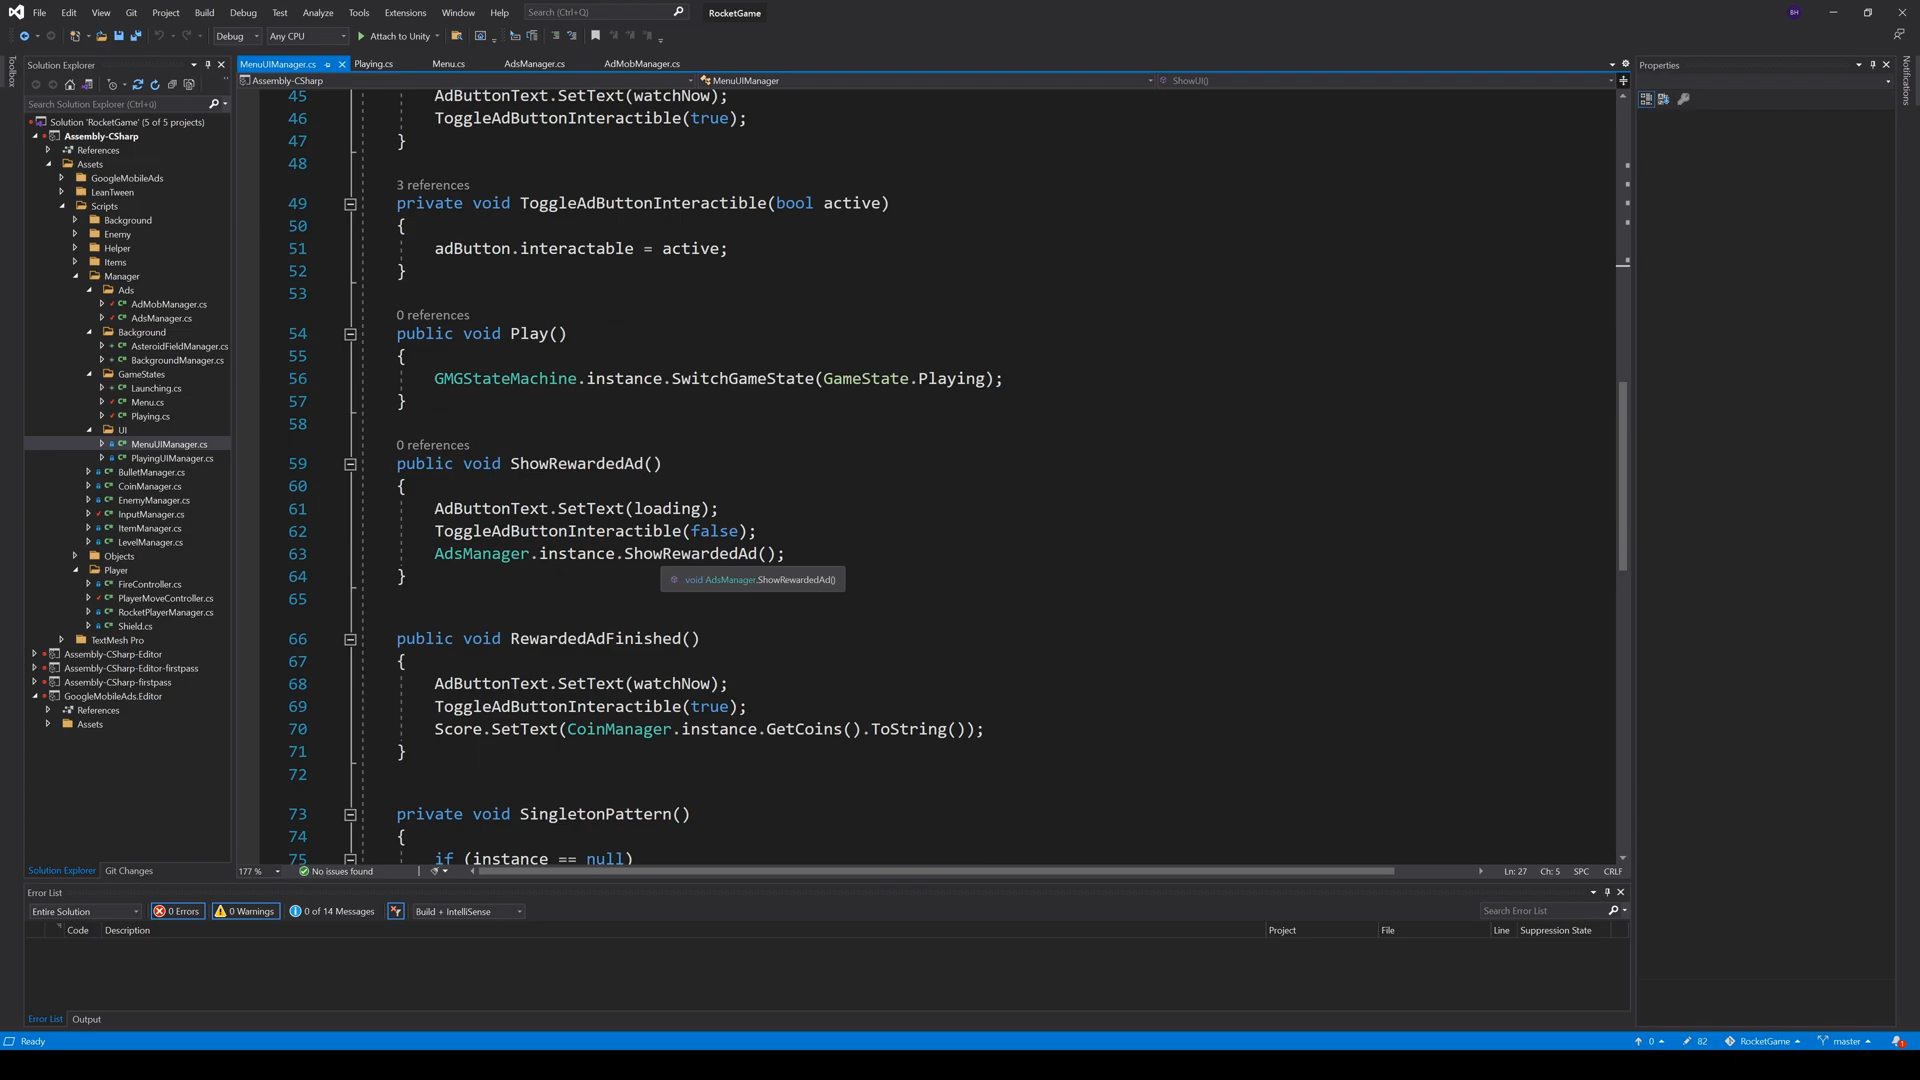 File Edit View Git Project Build Debug Test Analyze Tools Extensions Window Help Search (Ctrl+Q) RocketGame BH
Debug Any CPU Attach to Unity
Toolbox
Solution Explorer
Search Solution Explorer (Ctrl+ü)
Solution 'RocketGame' (5 of 5 projects)
Assembly-CSharp
References
Assets
GoogleMobileAds
LeanTween
Scripts
Background
Enemy
Helper
Items
Manager
Ads
AdMobManager.cs
AdsManager.cs
Background
AsteroidFieldManager.cs
BackgroundManager.cs
GameStates
Launching.cs
Menu.cs
Playing.cs
UI
MenuUIManager.cs
PlayingUIManager.cs
BulletManager.cs
CoinManager.cs
EnemyManager.cs
InputManager.cs
ItemManager.cs
LevelManager.cs
Objects
Player
FireController.cs
PlayerMoveController.cs
RocketPlayerManager.cs
Shield.cs
TextMesh Pro
Assembly-CSharp-Editor
Assembly-CSharp-Editor-firstpass
Assembly-CSharp-firstpass
GoogleMobileAds.Editor
References
Assets
Solution Explorer Git Changes
MenuUIManager.cs Playing.cs Menu.cs AdsManager.cs AdMobManager.cs
Assembly-CSharp MenuUIManager ShowUI()
45 AdButtonText.SetText(watchNow);
46 ToggleAdButtonInteractible(true);
47 }
48
3 references
49 private void ToggleAdButtonInteractible(bool active)
50 {
51 adButton.interactable = active;
52 }
53
0 references
54 public void Play()
55 {
56 GMGStateMachine.instance.SwitchGameState(GameState.Playing);
57 }
58
0 references
59 public void ShowRewardedAd()
60 {
61 AdButtonText.SetText(loading);
62 ToggleAdButtonInteractible(false);
63 AdsManager.instance.ShowRewardedAd();
64 }
void AdsManager.ShowRewardedAd()
65
66 public void RewardedAdFinished()
67 {
68 AdButtonText.SetText(watchNow);
69 ToggleAdButtonInteractible(true);
70 Score.SetText(CoinManager.instance.GetCoins().ToString());
71 }
72
73 private void SingletonPattern()
74 {
75 if (instance == null)
177 % No issues found Ln: 27 Ch: 5 SPC CRLF
Error List
Entire Solution 0 Errors 0 Warnings 0 of 14 Messages Build + IntelliSense Search Error List
Code Description Project File Line Suppression State
Error List Output
Properties
Notifications
Ready 0 82 RocketGame master 1